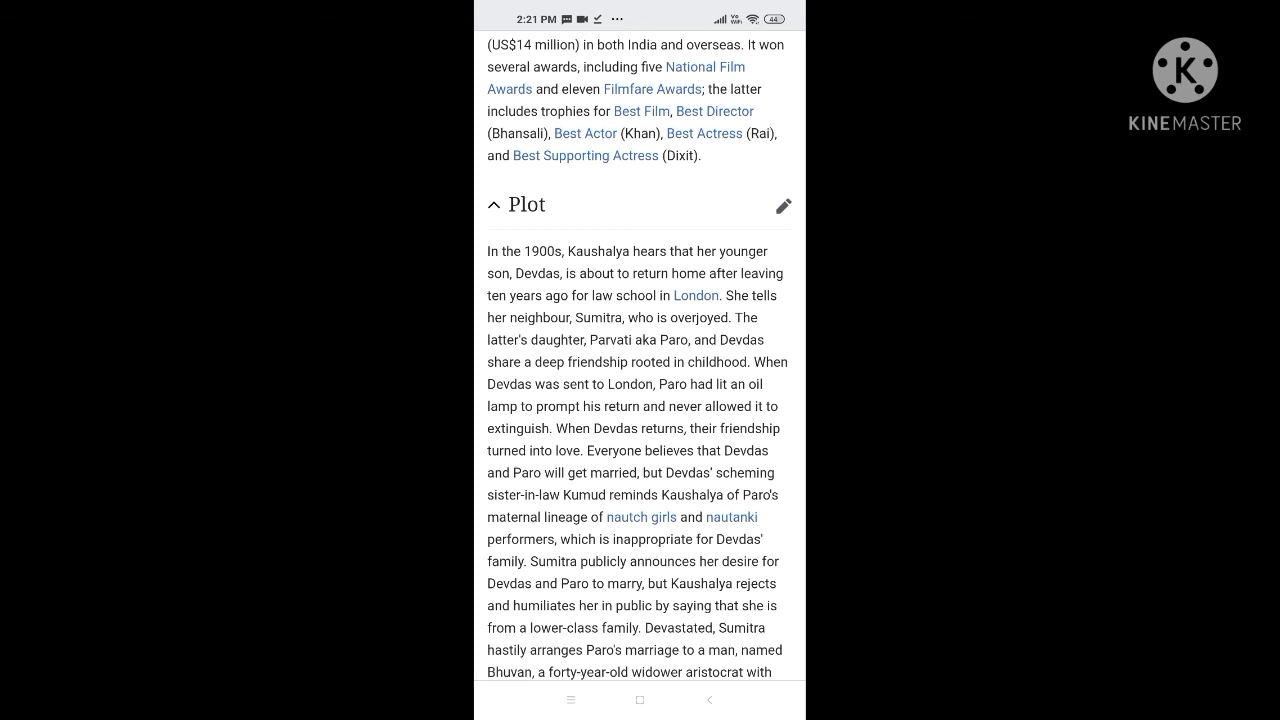 2:21 PM
Vo
WiFi
44
(US$14 million) in both India and overseas. It won
several awards, including five National Film
Awards and eleven Filmfare Awards; the latter
includes trophies for Best Film, Best Director
(Bhansali), Best Actor (Khan), Best Actress (Rai),
and Best Supporting Actress (Dixit).
Plot
In the 1900s, Kaushalya hears that her younger
son, Devdas, is about to return home after leaving
ten years ago for law school in London. She tells
her neighbour, Sumitra, who is overjoyed. The
latter's daughter, Parvati aka Paro, and Devdas
share a deep friendship rooted in childhood. When
Devdas was sent to London, Paro had lit an oil
lamp to prompt his return and never allowed it to
extinguish. When Devdas returns, their friendship
turned into love. Everyone believes that Devdas
and Paro will get married, but Devdas' scheming
sister-in-law Kumud reminds Kaushalya of Paro's
maternal lineage of nautch girls and nautanki
performers, which is inappropriate for Devdas'
family. Sumitra publicly announces her desire for
Devdas and Paro to marry, but Kaushalya rejects
and humiliates her in public by saying that she is
from a lower-class family. Devastated, Sumitra
hastily arranges Paro's marriage to a man, named
Bhuvan, a forty-year-old widower aristocrat with
K
KINEMASTER